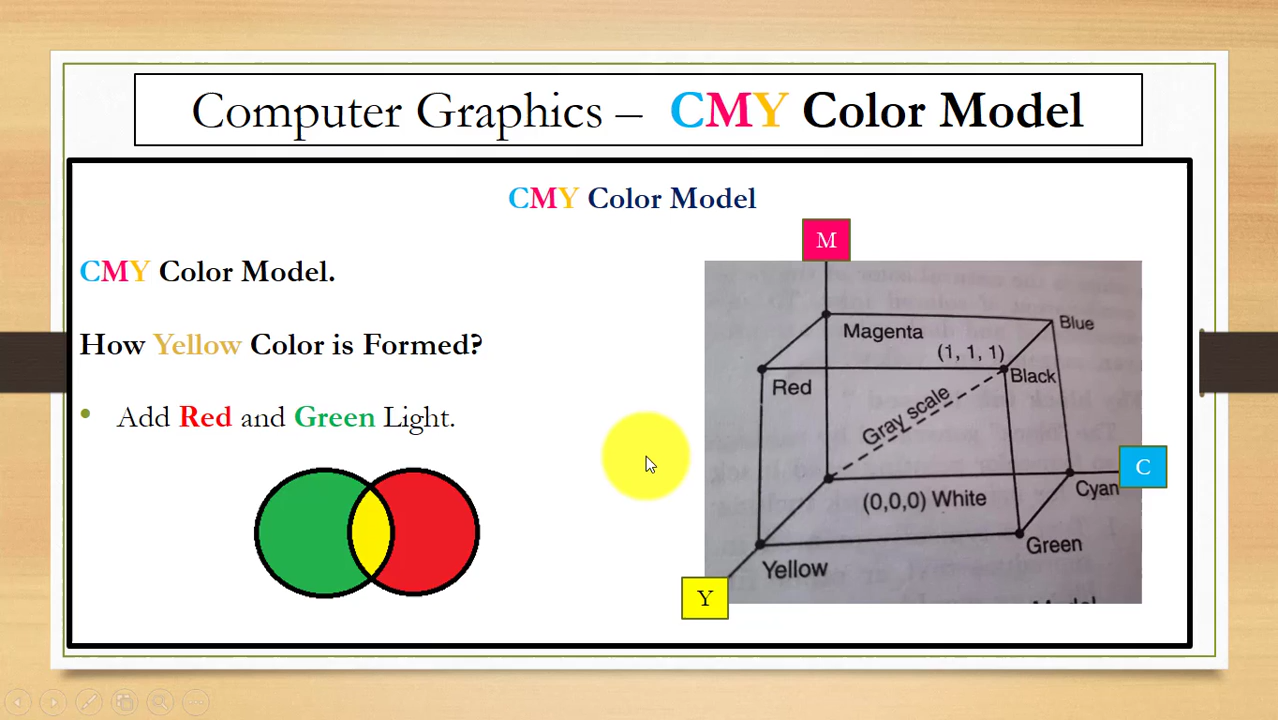 Computer Graphics – CMY Color Model
CMY Color Model
CMY Color Model.
How Yellow Color is Formed?
• Add Red and Green Light.
M
Magenta
Blue
(1, 1, 1)
Red
Black
Gray scale
C
(0,0,0) White
Cyan
Green
Yellow
Y